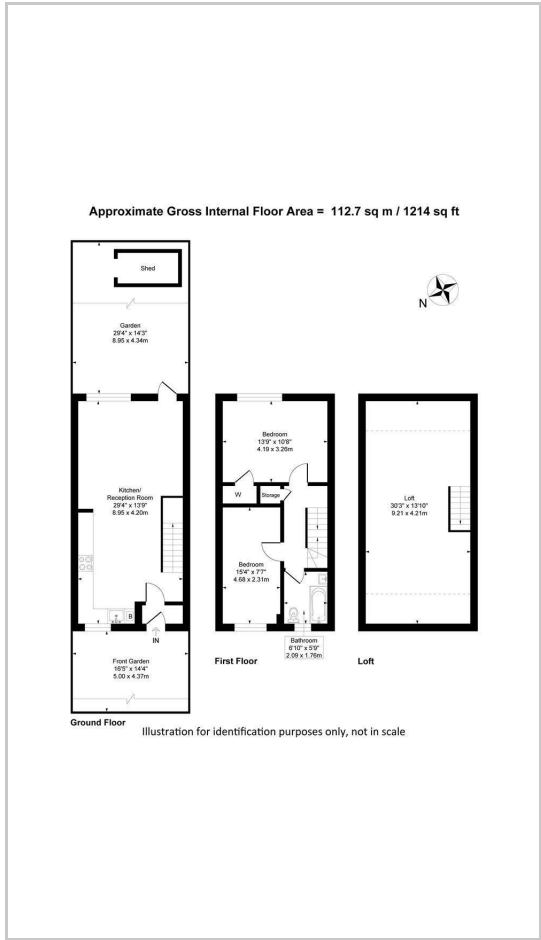 Approximate Gross Internal Floor Area = 112.7 sq m / 1214 sq ft
Shed
N
Garden
29'4" x 14'3"
8.95 x 4.34m
Kitchen/
Reception Room
29'4" x 13'9"
8.95 x 4.20m
B
IN
Front Garden
16'5" x 14'4"
5.00 x 4.37m
Ground Floor
Bedroom
13'9" x 10'8"
4.19 x 3.26m
W
Storage
Bedroom
15'4" x 7'7"
4.68 x 2.31m
Bathroom
6'10" x 5'9"
2.09 x 1.76m
First Floor
Loft
30'3" x 13'10"
9.21 x 4.21m
Loft
Illustration for identification purposes only, not in scale